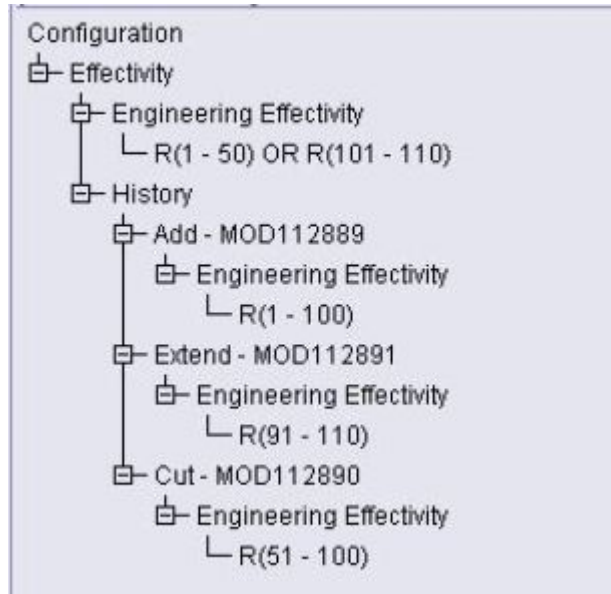 Configuration
Effectivity
Engineering Effectivity
R(1 - 50) OR R(101 - 110)
History
Add - MOD112889
Engineering Effectivity
R(1 - 100)
Extend - MOD112891
Engineering Effectivity
R(91 - 110)
Cut - MOD112890
Engineering Effectivity
R(51 - 100)